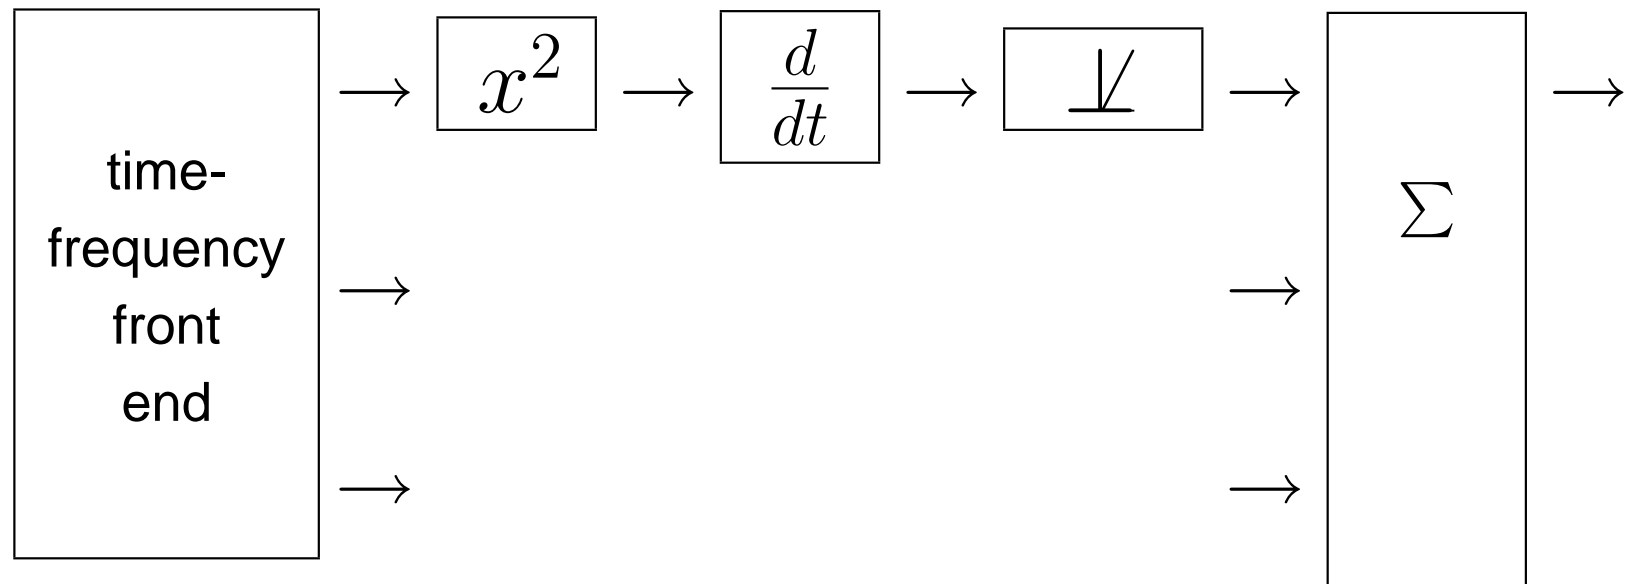 time-
frequency
front
end
x²
d
dt
Σ